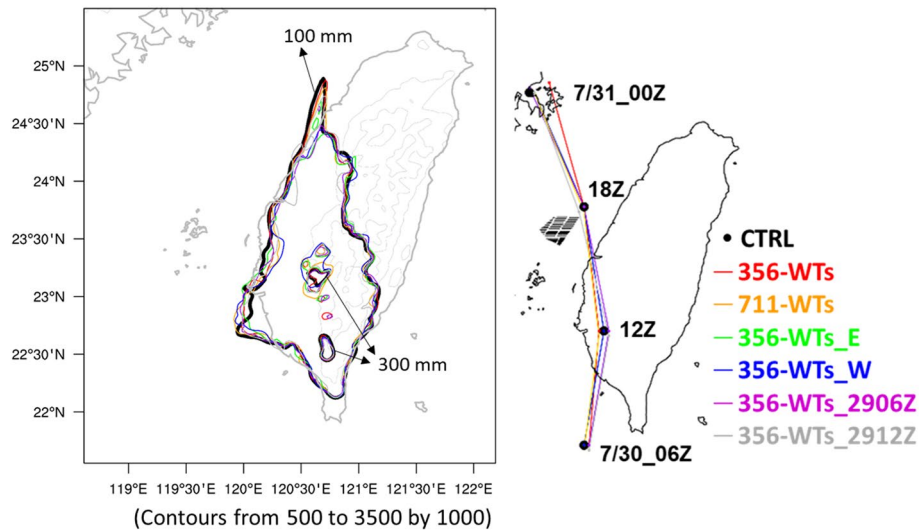 100 mm
25°N
24°30'N
24°N
23°30'N
23°N
22°30'N
22°N
300 mm
119°E 119°30'E 120°E 120°30'E 121°E 121°30'E 122°E
(Contours from 500 to 3500 by 1000)
7/31_00Z
18Z
12Z
7/30_06Z
CTRL
356-WTs
711-WTs
356-WTs_E
356-WTs_W
356-WTs_2906Z
356-WTs_2912Z